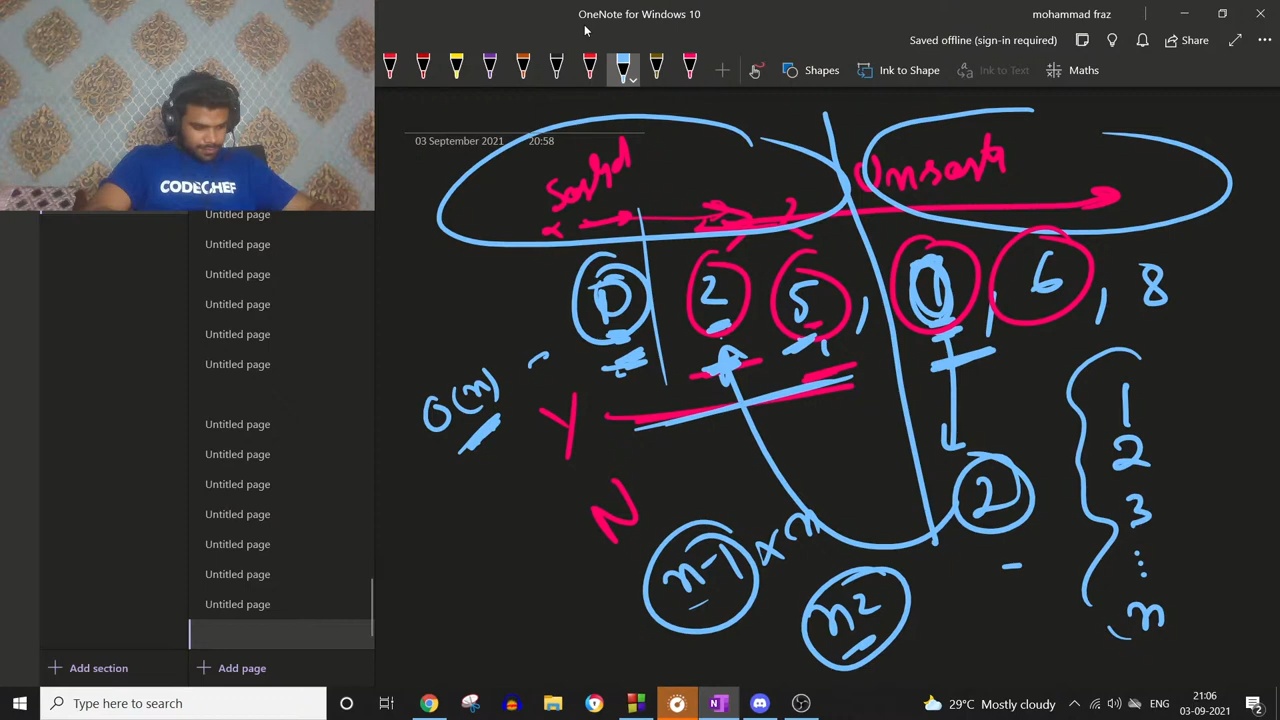 OneNote for Windows 10
mohammad fraz
Saved offline (sign-in required)
Share
Shapes
Ink to Shape
Ink to Text
Maths
03 September 2021
20:58
CODECHEF
Untitled page
Untitled page
Untitled page
Untitled page
Untitled page
Untitled page
Untitled page
Untitled page
Untitled page
Untitled page
Untitled page
Untitled page
Untitled page
2 5, 1, 6, 8
O(n)
Y
N
2
n-1 × n
n2
1
2
3
n
Add section
Add page
Type here to search
29°C Mostly cloudy
ENG
21:06
03-09-2021
2